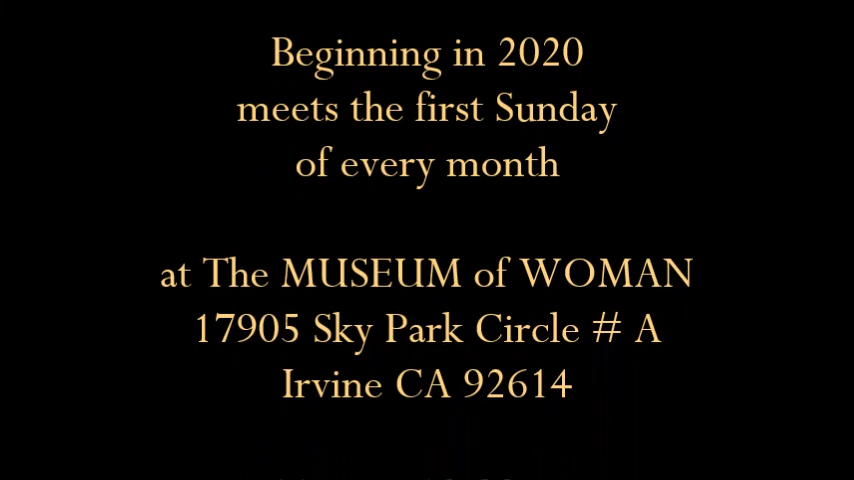 Beginning in 2020
meets the first Sunday
of every month
at The MUSEUM of WOMAN
17905 Sky Park Circle # A
Irvine CA 92614